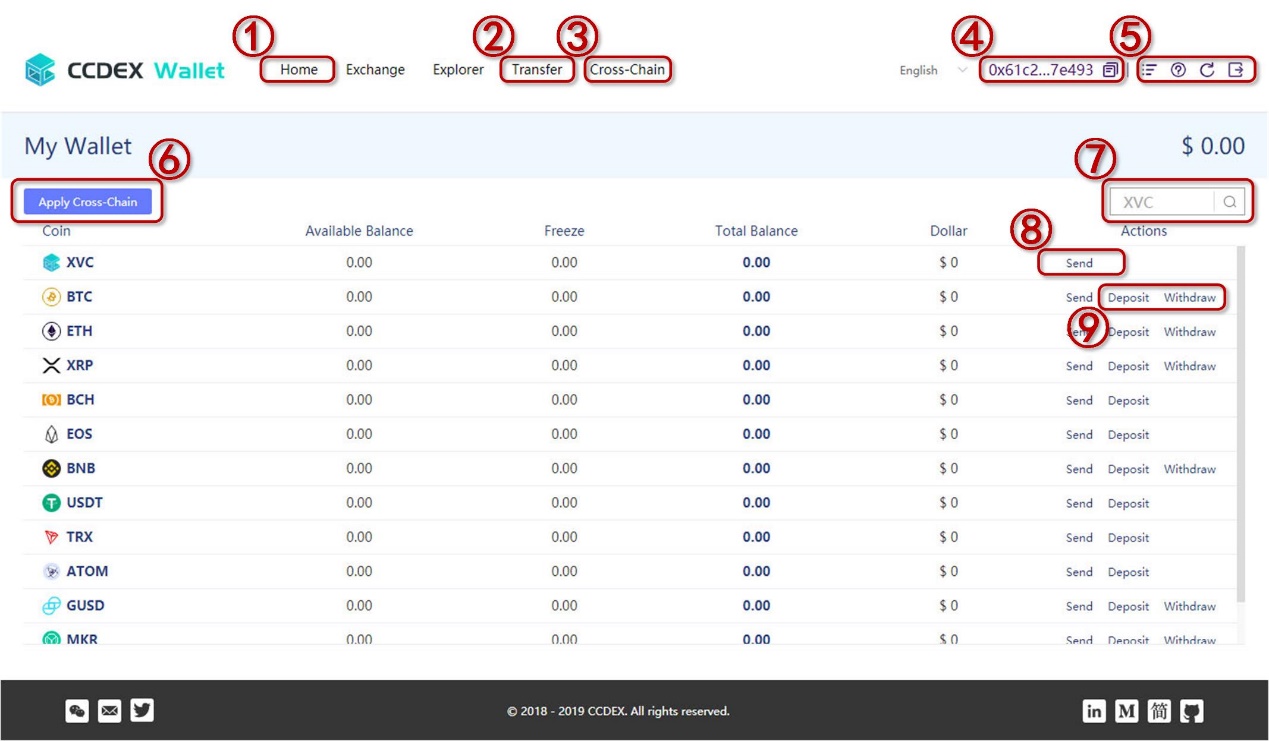 ① ② ③ ④ ⑤
CCDEX Wallet Home Exchange Explorer Transfer Cross-Chain English 0x61c2...7e493
My Wallet $ 0.00
⑥ ⑦
Apply Cross-Chain XVC
⑧
Coin Available Balance Freeze Total Balance Dollar Actions
XVC 0.00 0.00 0.00 $ 0 Send
BTC 0.00 0.00 0.00 $ 0 Send Deposit Withdraw
⑨
ETH 0.00 0.00 0.00 $ 0 Send Deposit Withdraw
XRP 0.00 0.00 0.00 $ 0 Send Deposit Withdraw
BCH 0.00 0.00 0.00 $ 0 Send Deposit
EOS 0.00 0.00 0.00 $ 0 Send Deposit
BNB 0.00 0.00 0.00 $ 0 Send Deposit Withdraw
USDT 0.00 0.00 0.00 $ 0 Send Deposit
TRX 0.00 0.00 0.00 $ 0 Send Deposit
ATOM 0.00 0.00 0.00 $ 0 Send Deposit
GUSD 0.00 0.00 0.00 $ 0 Send Deposit Withdraw
MKR 0.00 0.00 0.00 $ 0 Send Deposit Withdraw
© 2018 - 2019 CCDEX. All rights reserved. in M 简